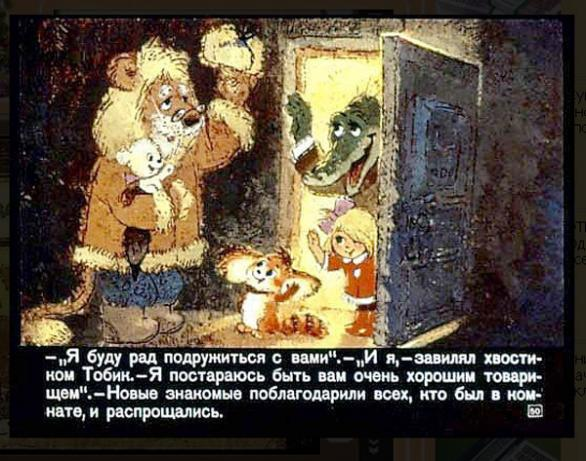 –„Я буду рад подружиться с вами“.–„И я,–завилял хвости-
ком Тобик.–Я постараюсь быть вам очень хорошим товари-
щем“.–Новые знакомые поблагодарили всех, кто был в ком-
нате, и распрощались.
50